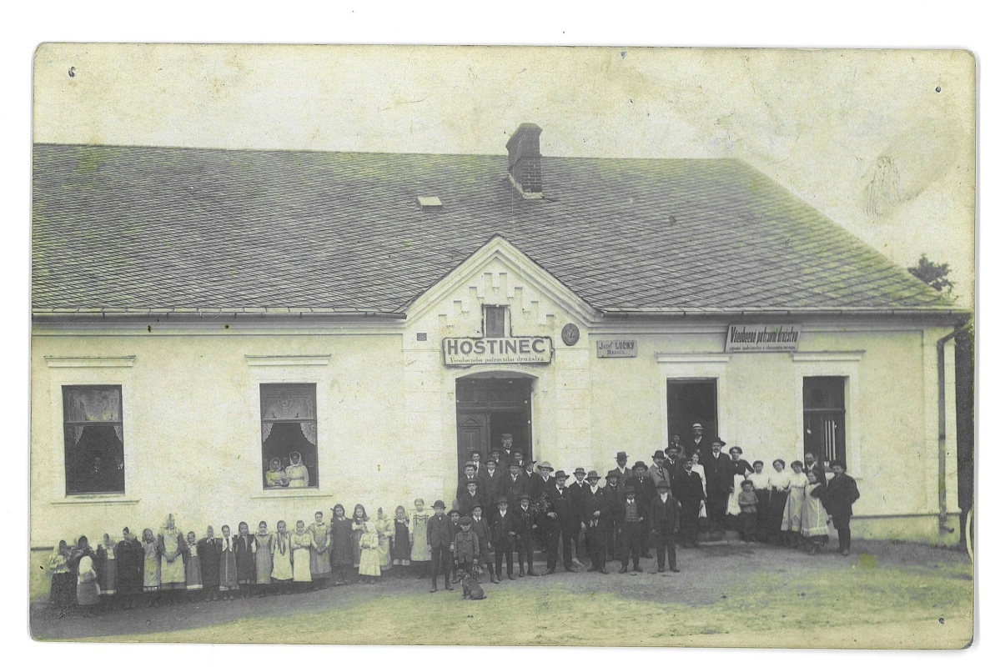 HOSTINEC
Všeobecného potravního družstva.
Josef LUČNÝ
Všeobecné potravní družstvo